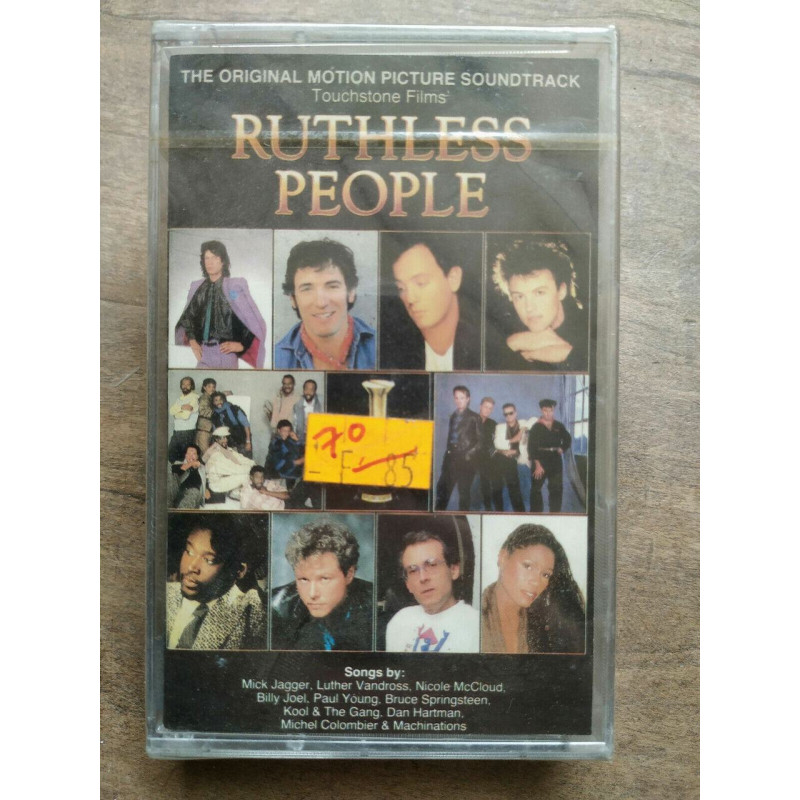 THE ORIGINAL MOTION PICTURE SOUNDTRACK
Touchstone Films
RUTHLESS
PEOPLE
70
- F 85
Songs by:
Mick Jagger, Luther Vandross, Nicole McCloud,
Billy Joel, Paul Young, Bruce Springsteen,
Kool & The Gang, Dan Hartman,
Michel Colombier & Machinations